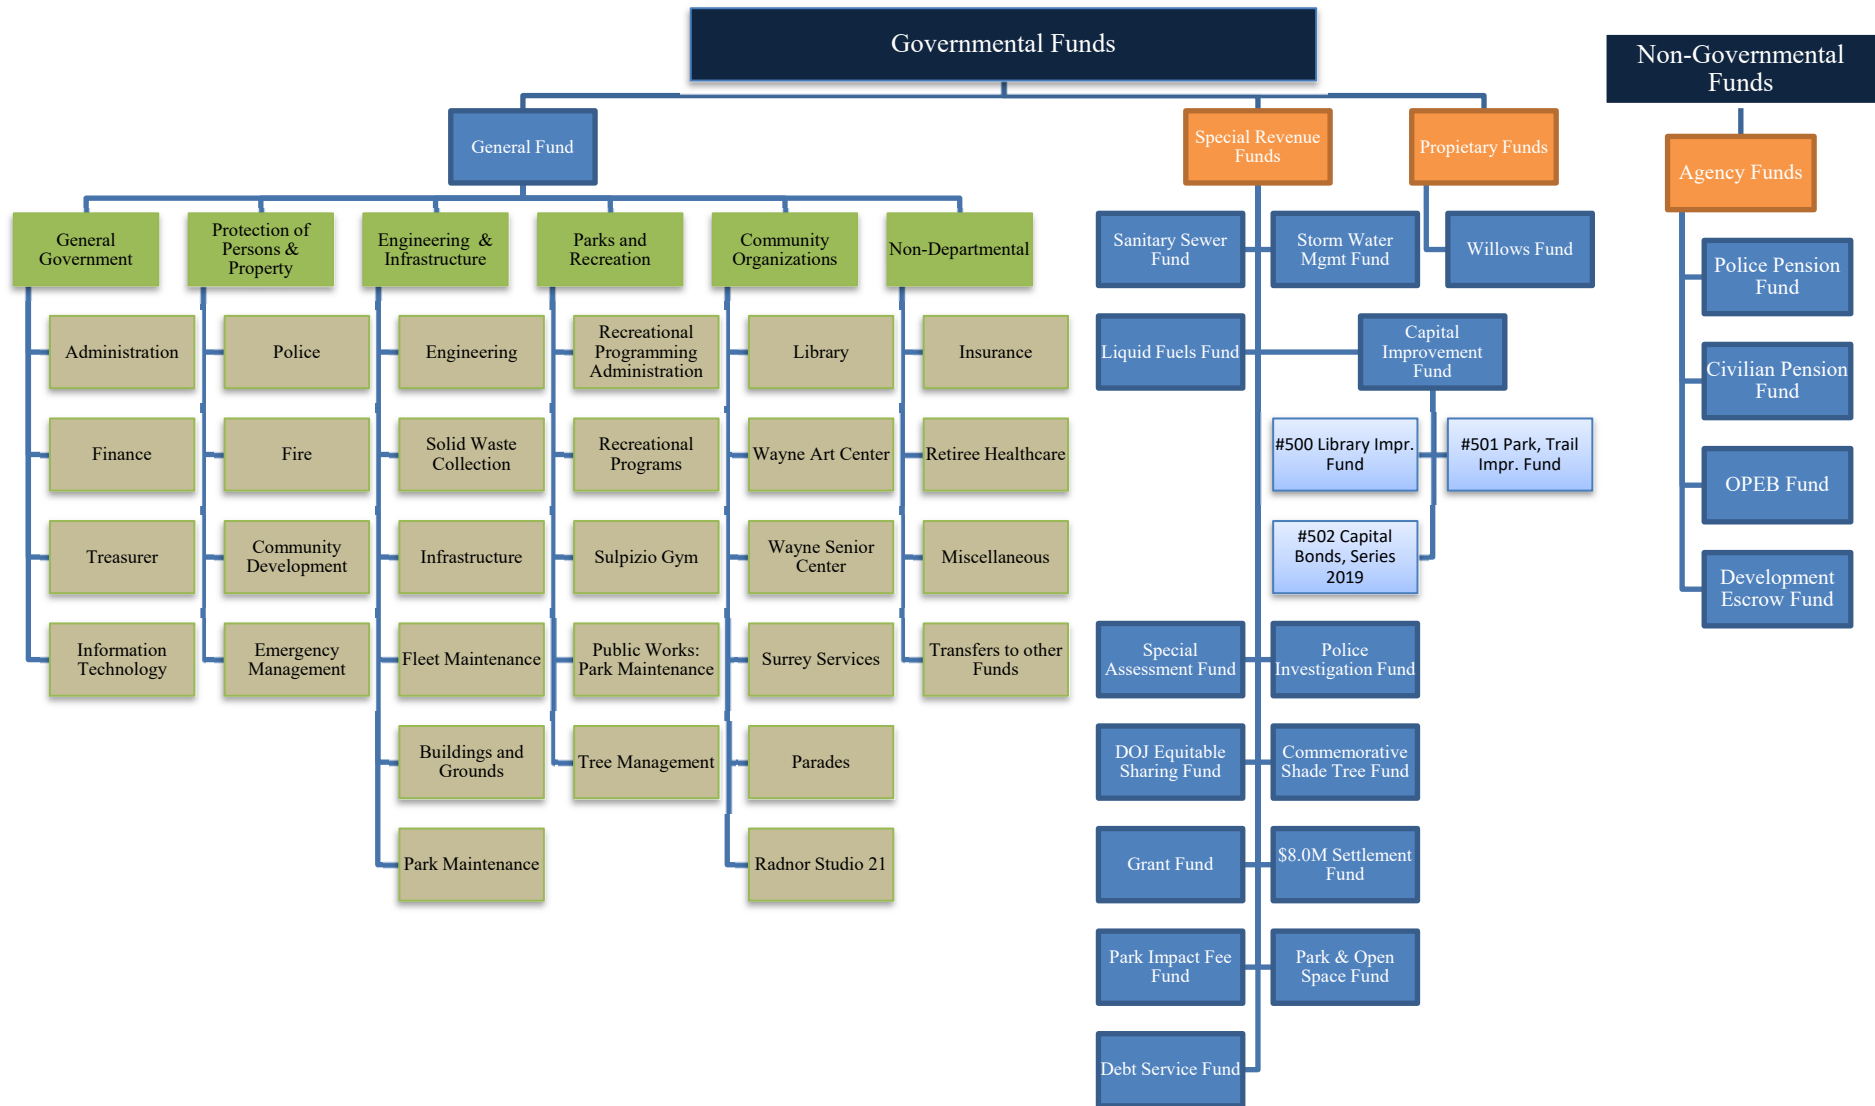 Governmental Funds
Non-Governmental
Funds
General Fund
Special Revenue
Funds
Propietary Funds
Agency Funds
General
Government
Protection of
Persons &
Property
Engineering &
Infrastructure
Parks and
Recreation
Community
Organizations
Non-Departmental
Administration
Finance
Treasurer
Information
Technology
Police
Fire
Community
Development
Emergency
Management
Engineering
Solid Waste
Collection
Infrastructure
Fleet Maintenance
Buildings and
Grounds
Park Maintenance
Recreational
Programming
Administration
Recreational
Programs
Sulpizio Gym
Public Works:
Park Maintenance
Tree Management
Library
Wayne Art Center
Wayne Senior
Center
Surrey Services
Parades
Radnor Studio 21
Insurance
Retiree Healthcare
Miscellaneous
Transfers to other
Funds
Sanitary Sewer
Fund
Storm Water
Mgmt Fund
Liquid Fuels Fund
Capital
Improvement
Fund
#500 Library Impr.
Fund
#501 Park, Trail
Impr. Fund
#502 Capital
Bonds, Series
2019
Special
Assessment Fund
Police
Investigation Fund
DOJ Equitable
Sharing Fund
Commemorative
Shade Tree Fund
Grant Fund
$8.0M Settlement
Fund
Park Impact Fee
Fund
Park & Open
Space Fund
Debt Service Fund
Willows Fund
Police Pension
Fund
Civilian Pension
Fund
OPEB Fund
Development
Escrow Fund